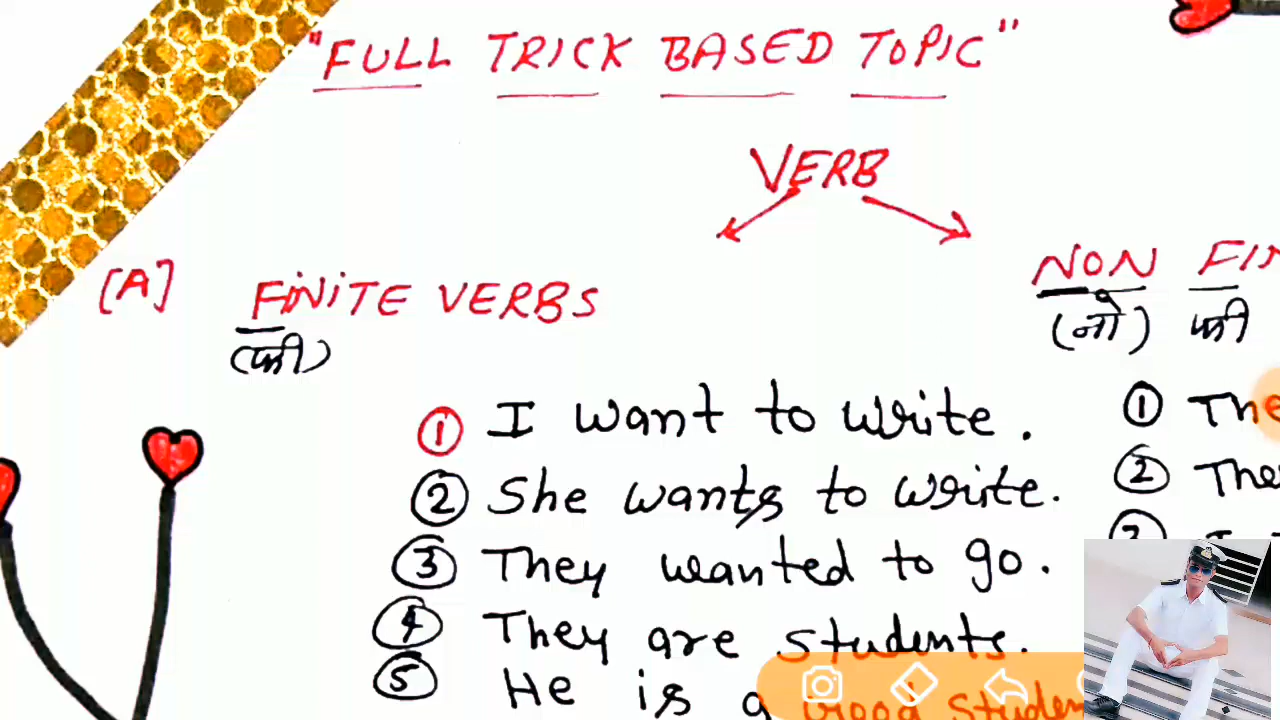 "FULL TRICK BASED TOPIC"
VERB
[A] FINITE VERBS
(फी)
NON
(नो) फी
① I want to write.
② She wants to write.
③ They wanted to go.
④ They are students.
⑤ He is a Good
①
②